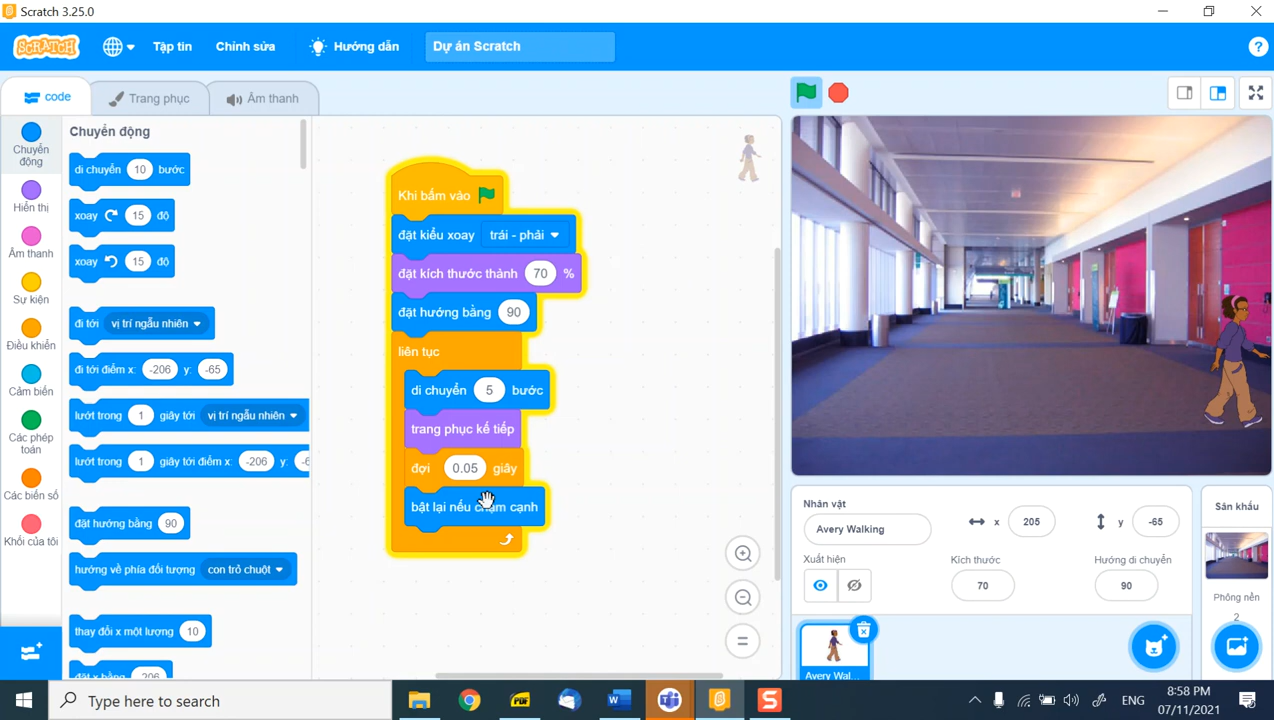 Scratch 3.25.0
SCRATCH
Tập tin
Chỉnh sửa
Hướng dẫn
Dự án Scratch
?
code
Trang phục
Âm thanh
Chuyển động
Hiển thị
Âm thanh
Sự kiện
Điều khiển
Cảm biến
Các phép toán
Các biến số
Khối của tôi
Chuyển động
di chuyển 10 bước
xoay 15 độ
xoay 15 độ
đi tới vị trí ngẫu nhiên
đi tới điểm x: -206 y: -65
lướt trong 1 giây tới vị trí ngẫu nhiên
lướt trong 1 giây tới điểm x: -206 y:
đặt hướng bằng 90
hướng về phía đối tượng con trỏ chuột
thay đổi x một lượng 10
đặt x bằng -206
Khi bấm vào
đặt kiểu xoay trái - phải
đặt kích thước thành 70 %
đặt hướng bằng 90
liên tục
di chuyển 5 bước
trang phục kế tiếp
đợi 0.05 giây
bật lại nếu chạm cạnh
Nhân vật
Avery Walking
x 205
y -65
Xuất hiện
Kích thước
70
Hướng di chuyển
90
Avery Wal...
Sân khấu
Phông nền
2
Type here to search
PDF
ENG
8:58 PM
07/11/2021